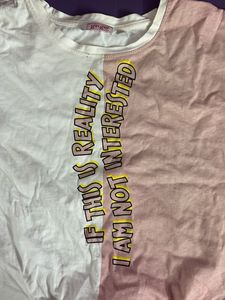 IF THIS IS REALITY
I AM NOT INTERESTED